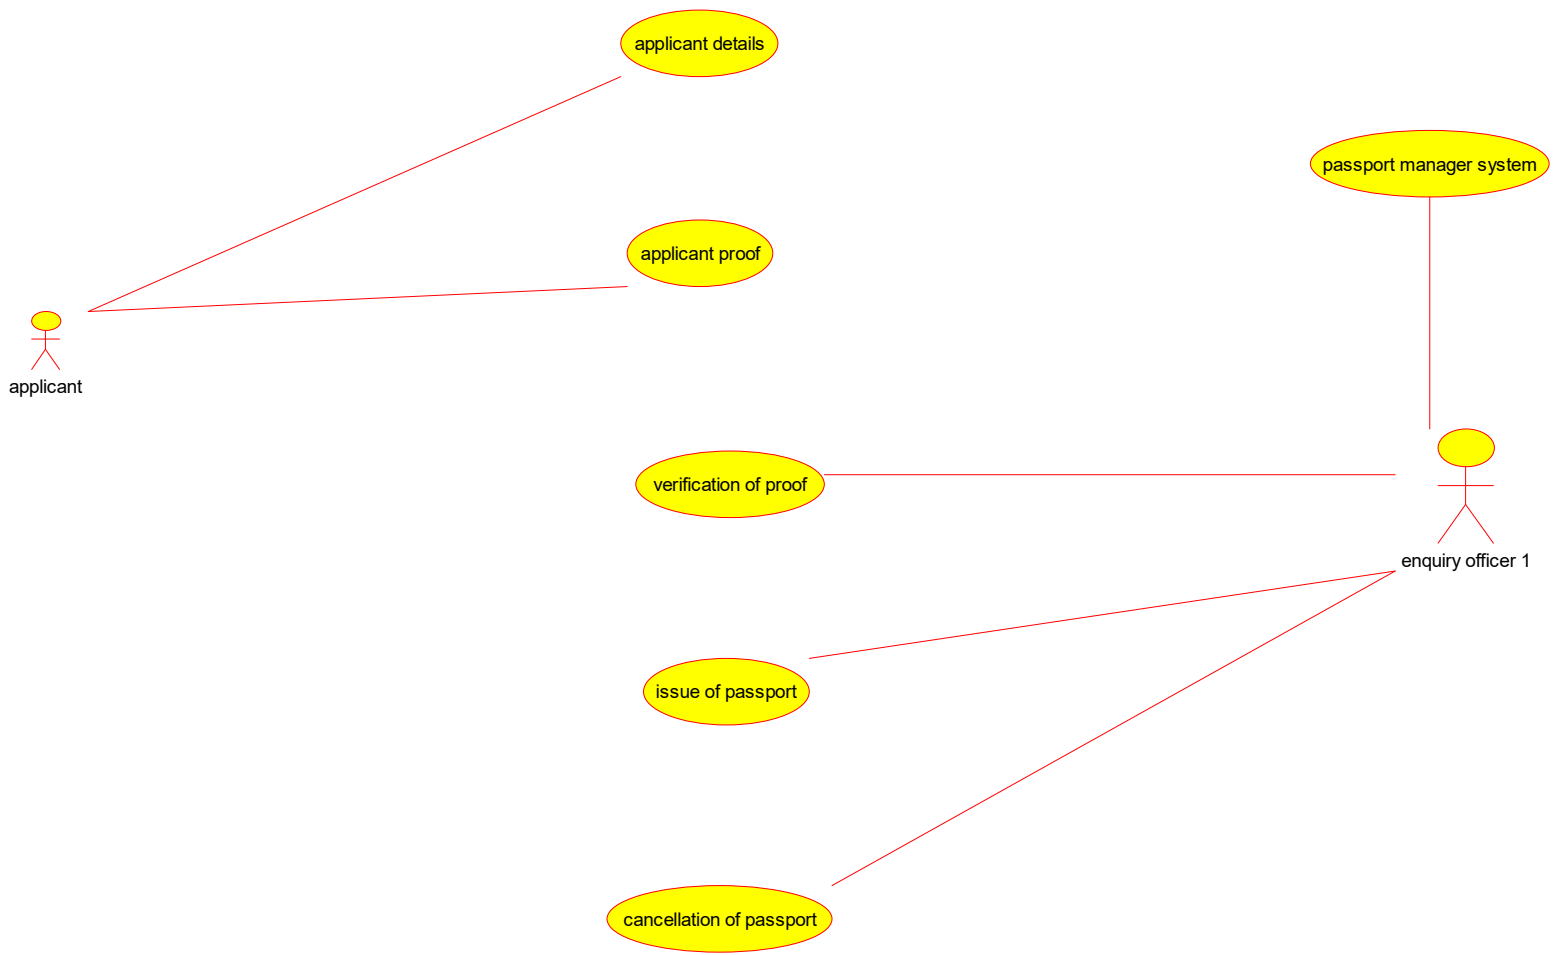 applicant details
passport manager system
applicant proof
applicant
verification of proof
enquiry officer 1
issue of passport
cancellation of passport